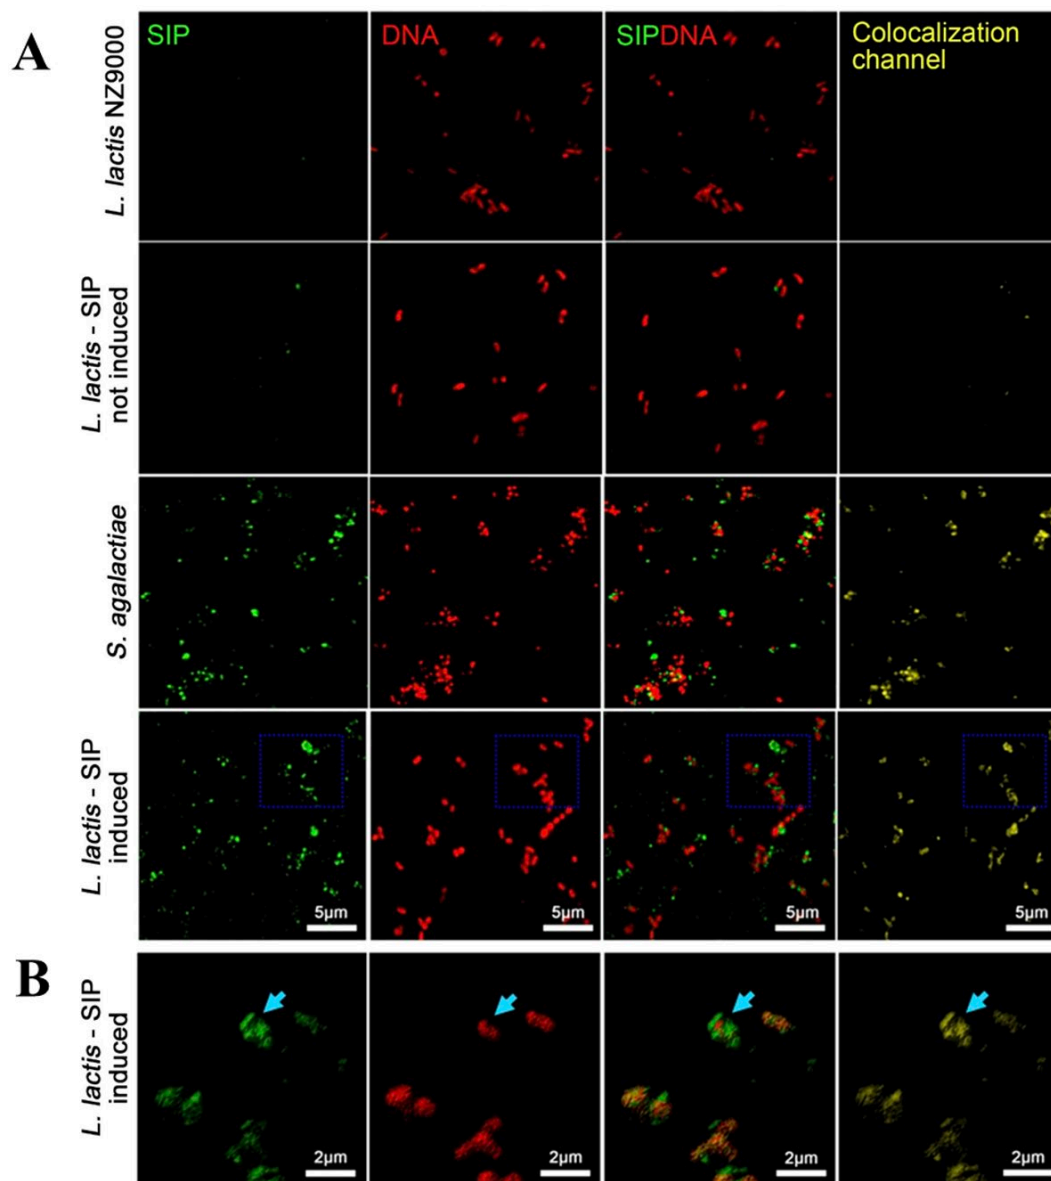 A
SIP
DNA
SIPDNA
Colocalization
channel
L. lactis NZ9000
L. lactis - SIP
not induced
S. agalactiae
L. lactis - SIP
induced
5µm
5µm
5µm
5µm
B
L. lactis - SIP
induced
2µm
2µm
2µm
2µm